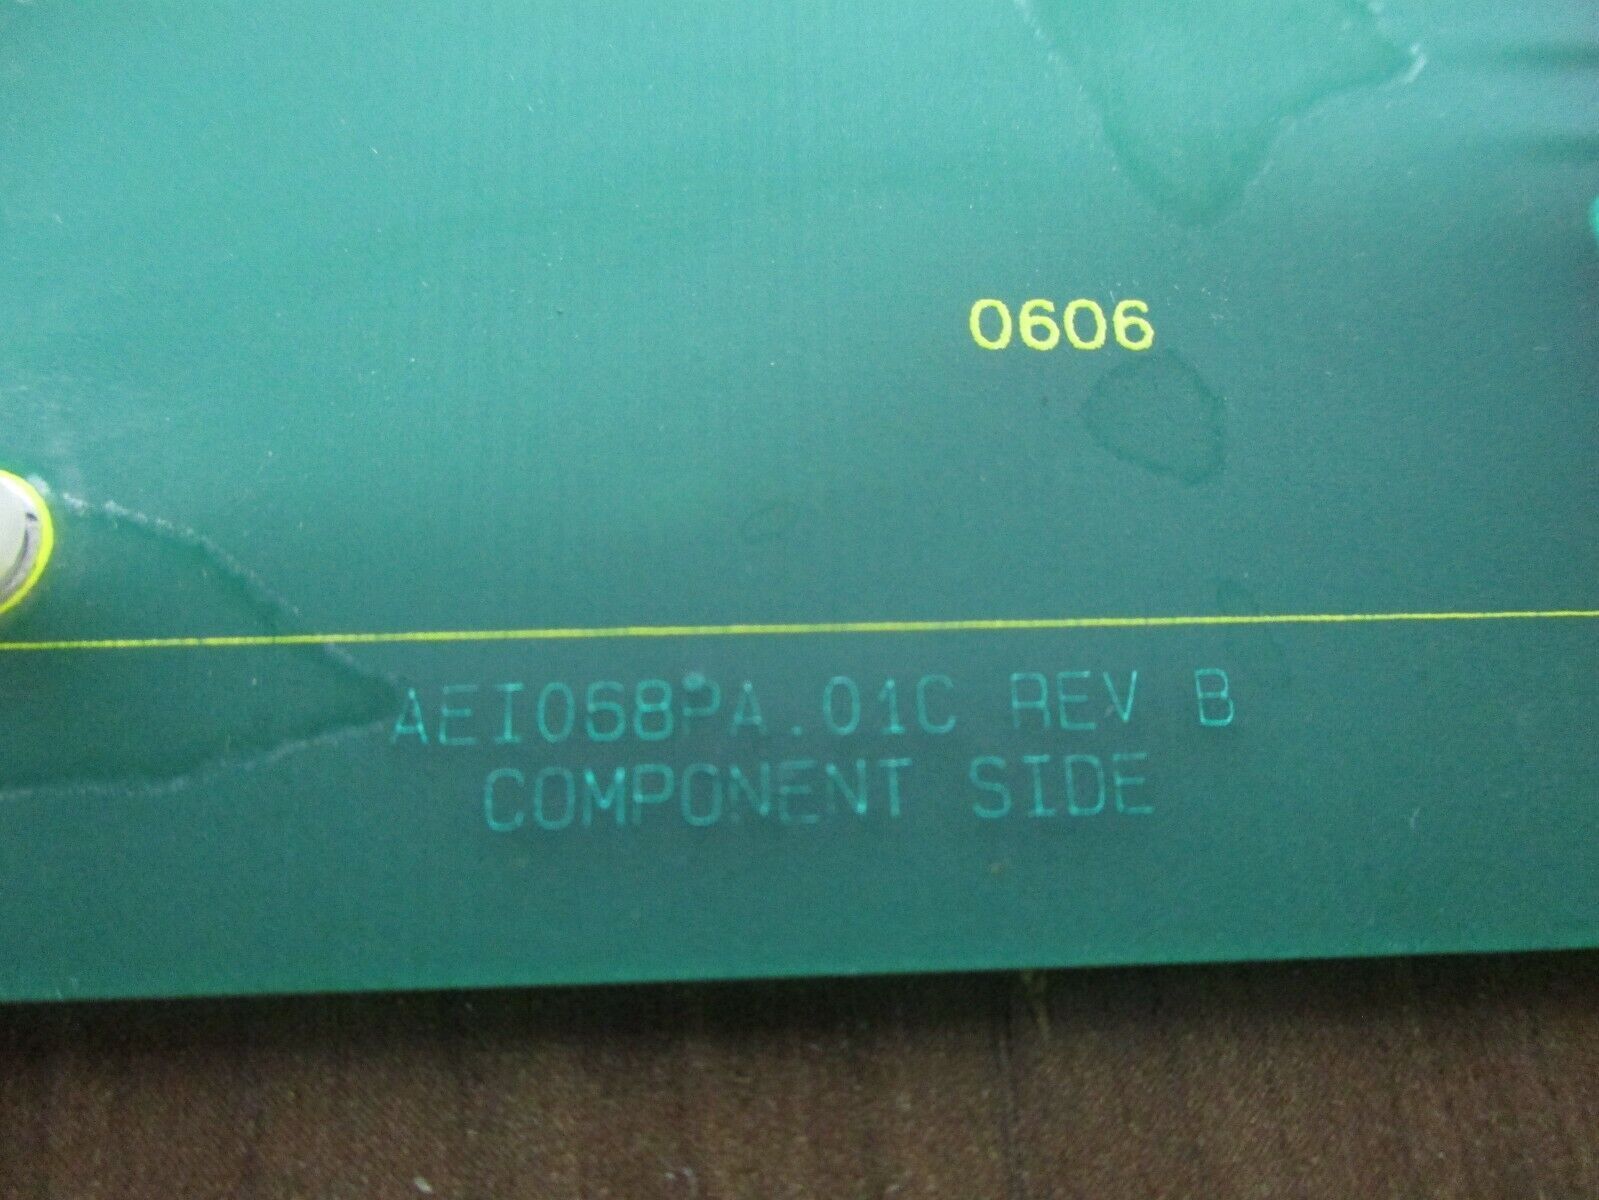 0606
AEI068PA.01C REV B
COMPONENT SIDE